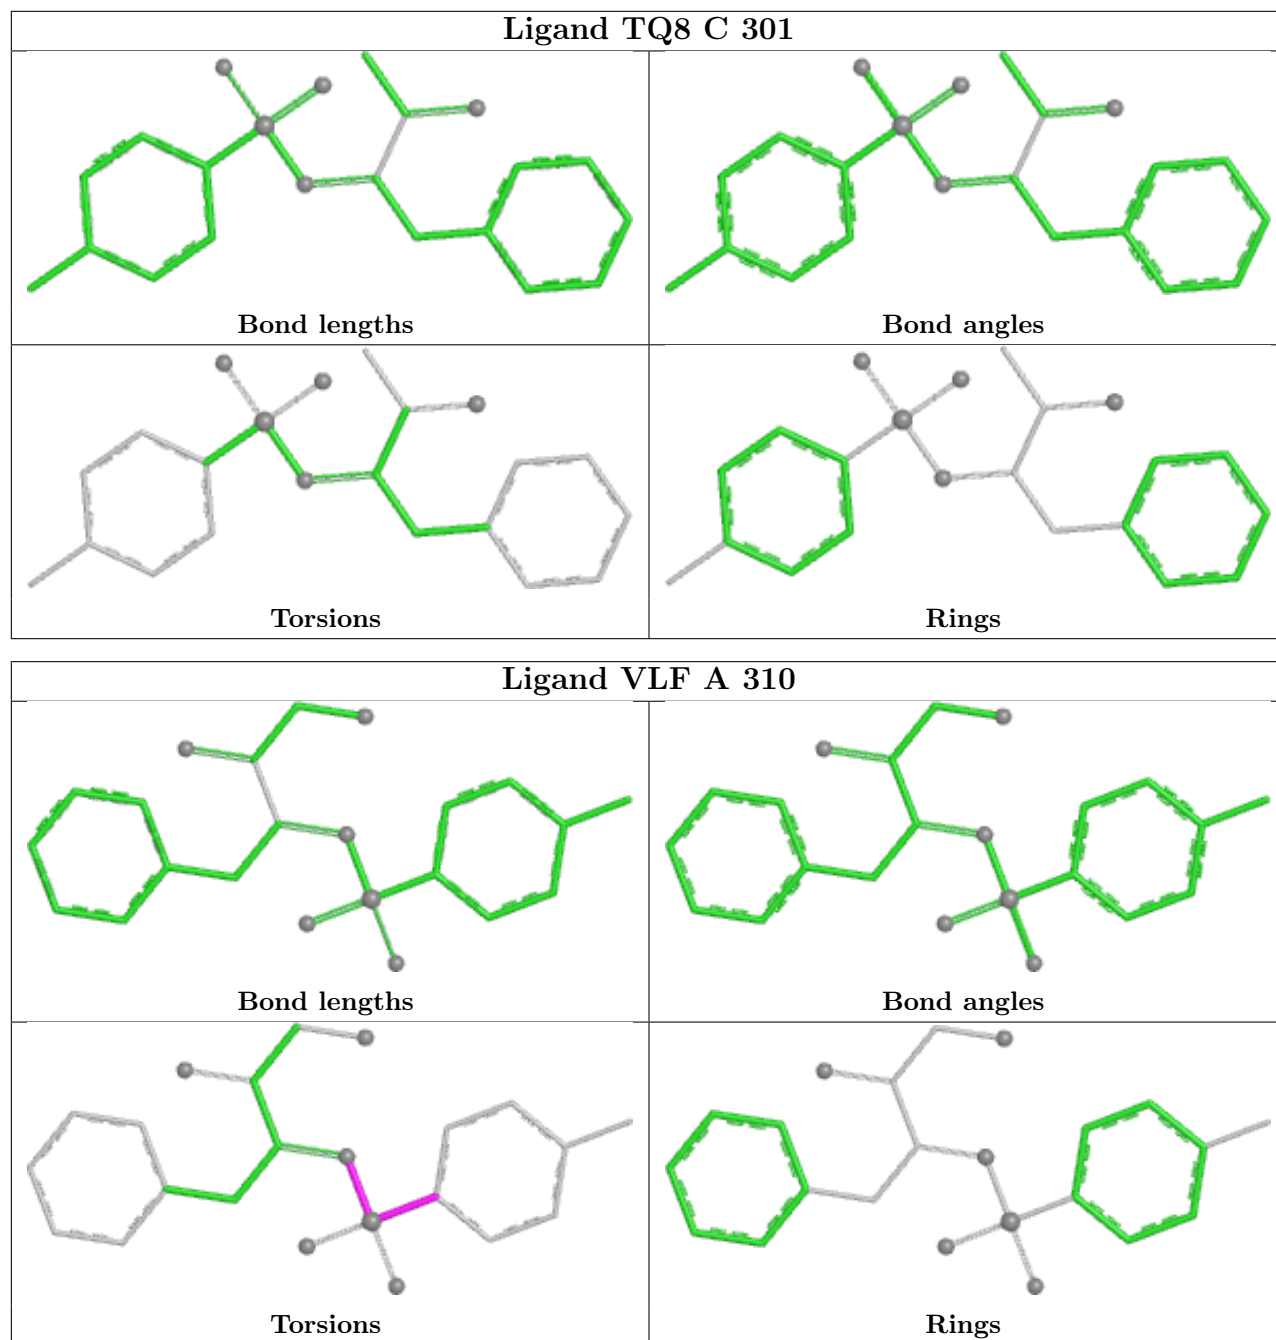 Ligand TQ8 C 301
Bond lengths
Bond angles
Torsions
Rings
Ligand VLF A 310
Bond lengths
Bond angles
Torsions
Rings